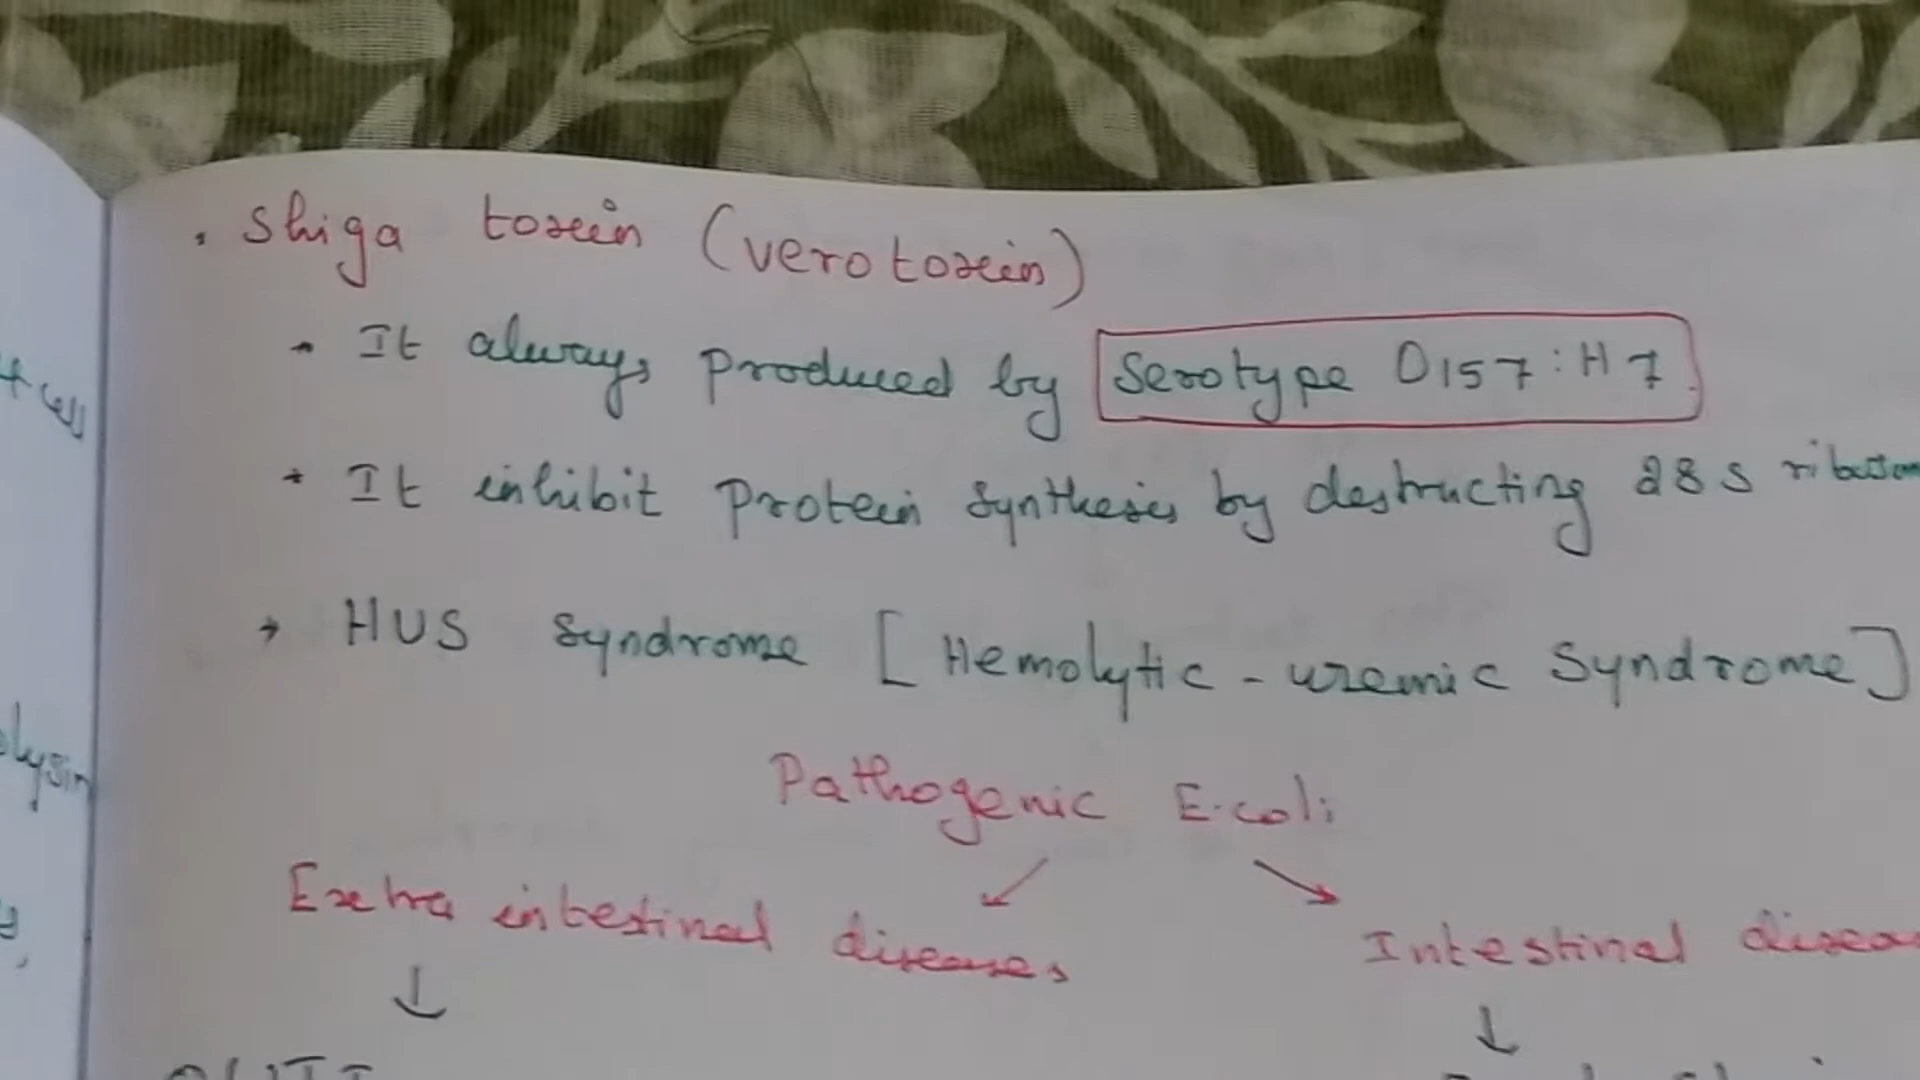 . Shiga toxin (verotoxin)
- It always produced by Serotype O157:H7
* It inhibit protein synthesis by destructing 28 S
→ HUS syndrome [Hemolytic - uremic syndrome]
Pathogenic E.coli
Extra intestinal diseases
Intestinal